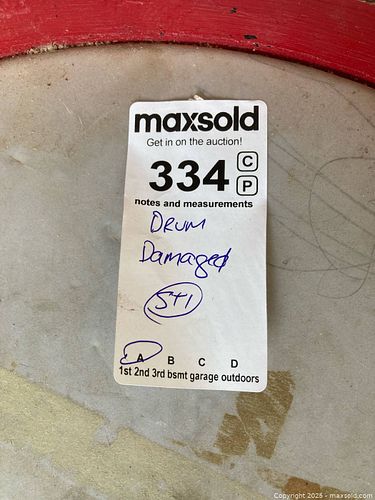 maxsold
Get in on the auction!
334 C
P
notes and measurements
DRUM
Damaged
A B C D
1st 2nd 3rd bsmt garage outdoors
Copyright 2025 - maxsold.com